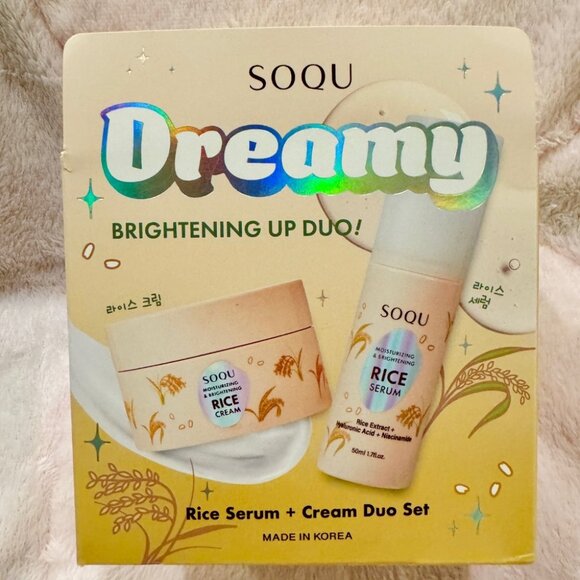 SOQU
Dreamy
BRIGHTENING UP DUO!
라이스 크림
라이스
세럼
SOQU
MOISTURIZING
& BRIGHTENING
RICE
SERUM
Rice Extract +
Hyaluronic Acid + Niacinamide
50ml 1.7fl.oz.
SOQU
MOISTURIZING
& BRIGHTENING
RICE
CREAM
Rice Serum + Cream Duo Set
MADE IN KOREA